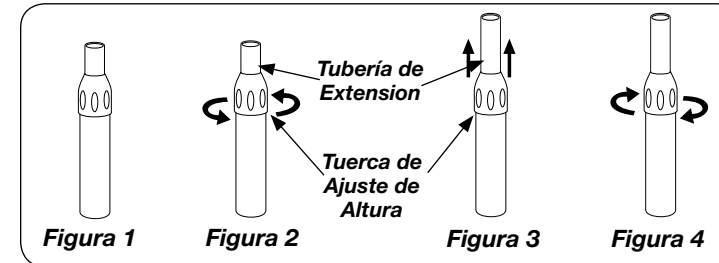 Tubería de
Extension
Tuerca de
Ajuste de
Altura
Figura 1
Figura 2
Figura 3
Figura 4